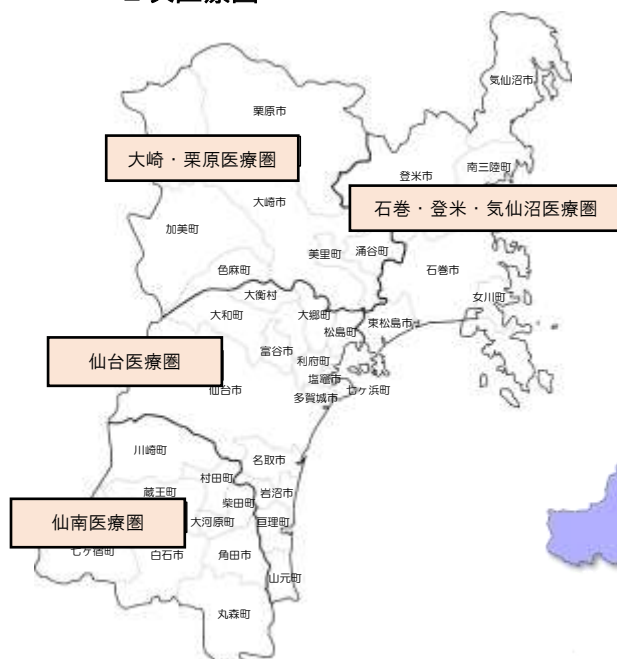 気仙沼市
栗原市
大崎・栗原医療圏
登米市
南三陸町
石巻・登米・気仙沼医療圏
大崎市
加美町
美里町
涌谷町
色麻町
石巻市
大衡村
女川町
大和町
大郷町
東松島市
松島町
富谷市
利府町
仙台医療圏
塩竈市
仙台市
七ヶ浜町
多賀城市
川崎町
名取市
村田町
蔵王町
岩沼市
柴田町
仙南医療圏
大河原町
亘理町
七ヶ宿町
白石市
角田市
山元町
丸森町